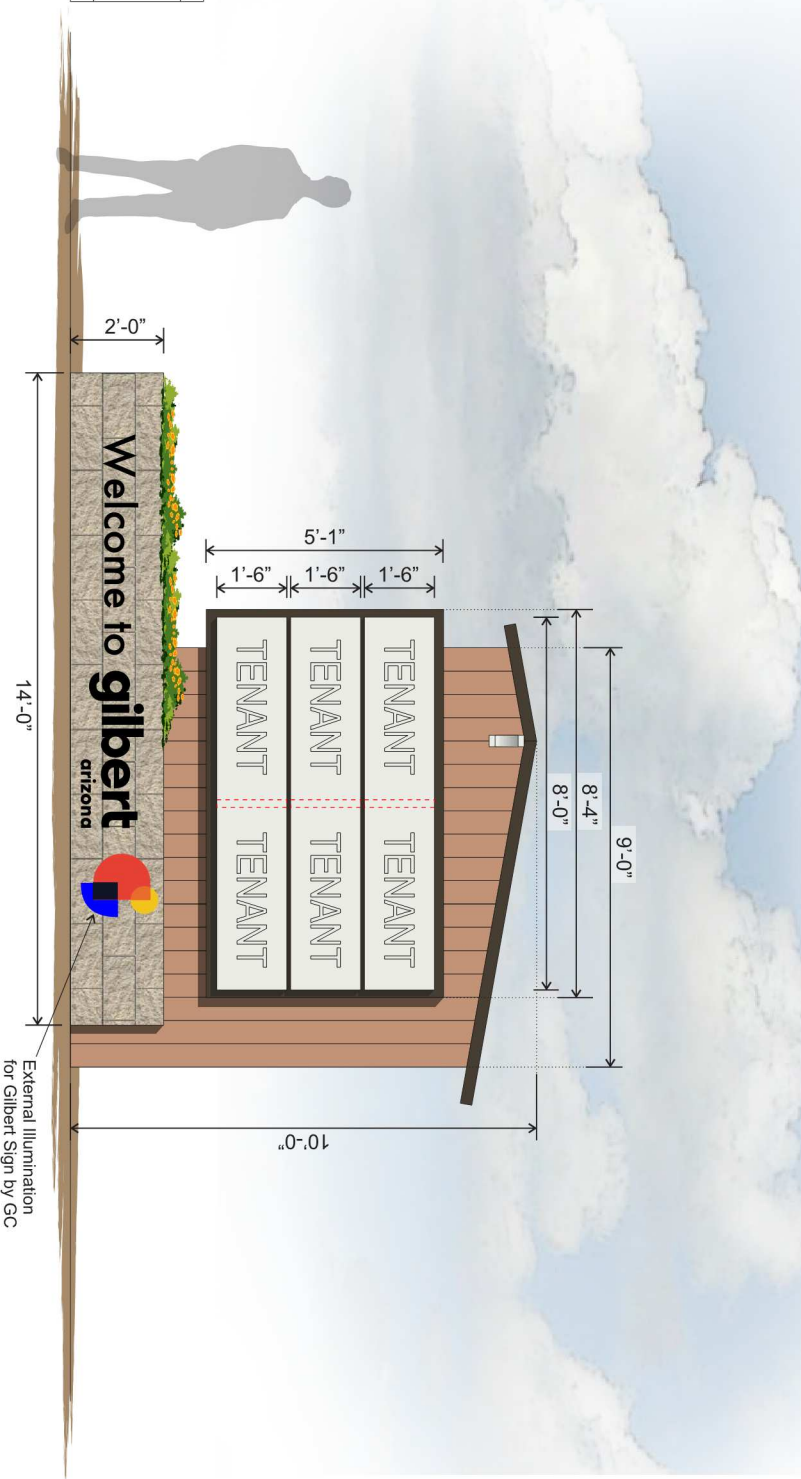 9'-0"
8'-4"
8'-0"
10'-0"
5'-1"
1'-6"
1'-6"
1'-6"
TENANT TENANT
TENANT TENANT
TENANT TENANT
2'-0"
Welcome to gilbert
arizona
14'-0"
External Illumination
for Gilbert Sign by GC